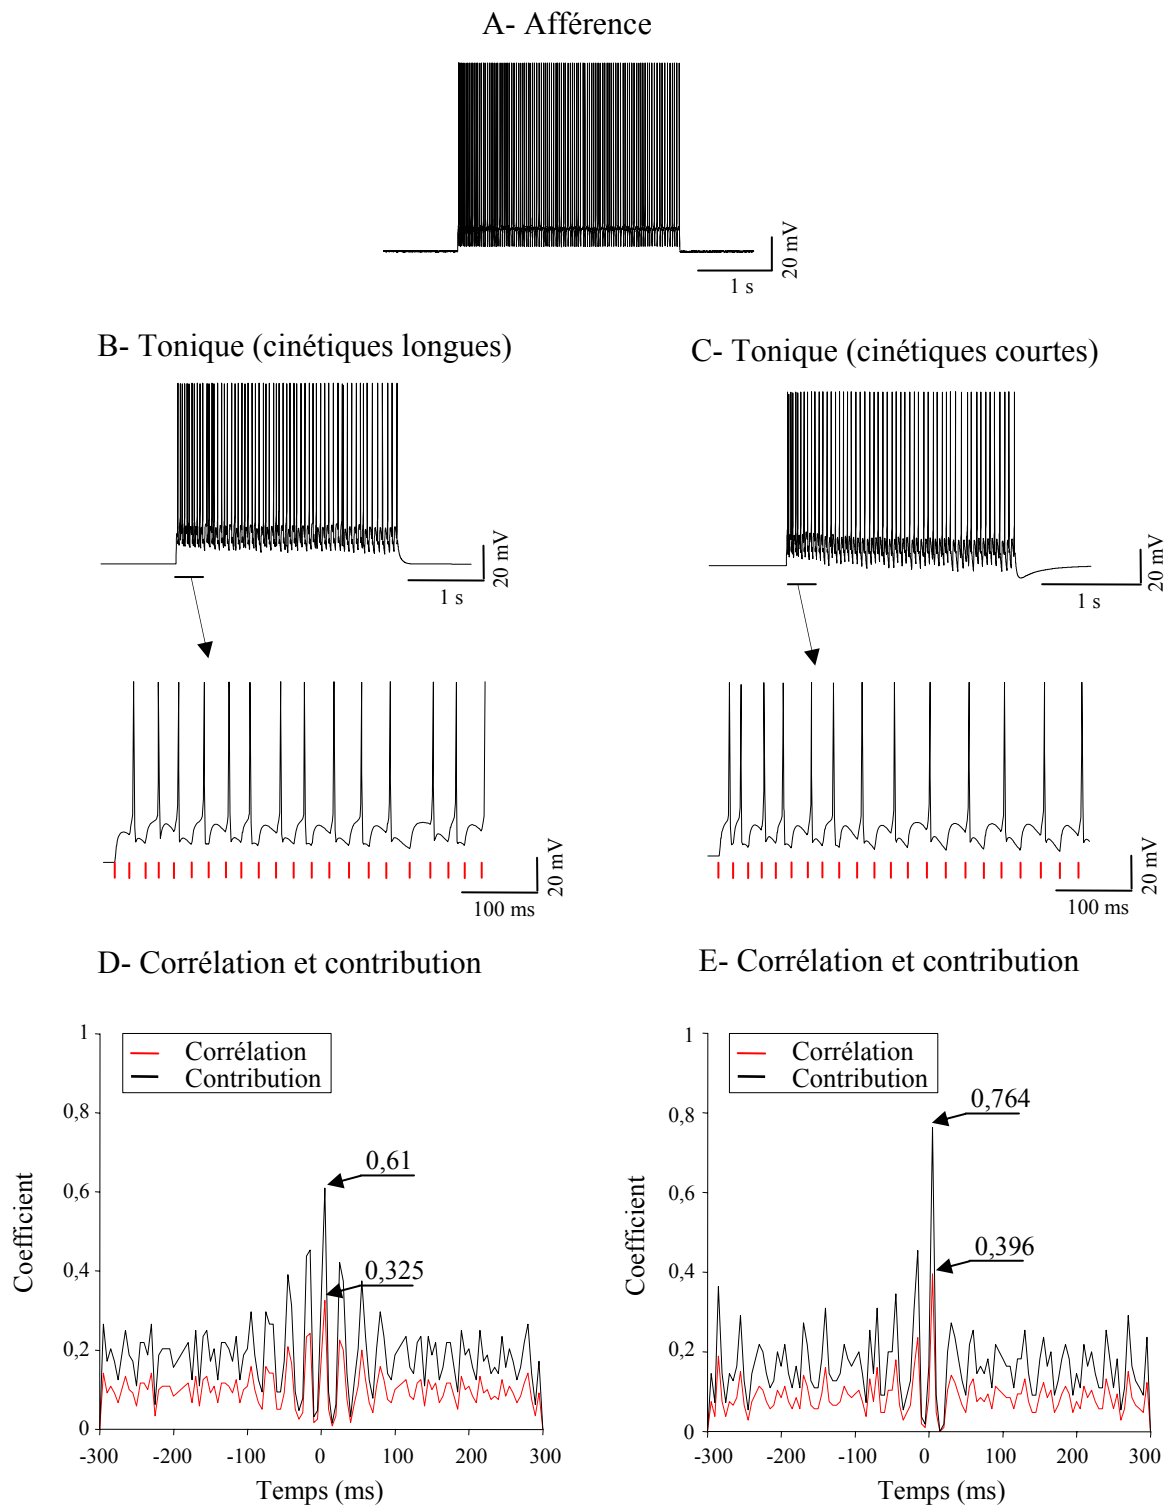 A- Afférence
20 mV
1 s
B- Tonique (cinétiques longues)
C- Tonique (cinétiques courtes)
20 mV
1 s
20 mV
1 s
20 mV
100 ms
20 mV
100 ms
D- Corrélation et contribution
E- Corrélation et contribution
Corrélation
Contribution
0,61
0,325
1
0,8
0,6
0,4
0,2
0
Coefficient
-300
-200
-100
0
100
200
300
Temps (ms)
Corrélation
Contribution
0,764
0,396
1
0,8
0,6
0,4
0,2
0
Coefficient
-300
-200
-100
0
100
200
300
Temps (ms)